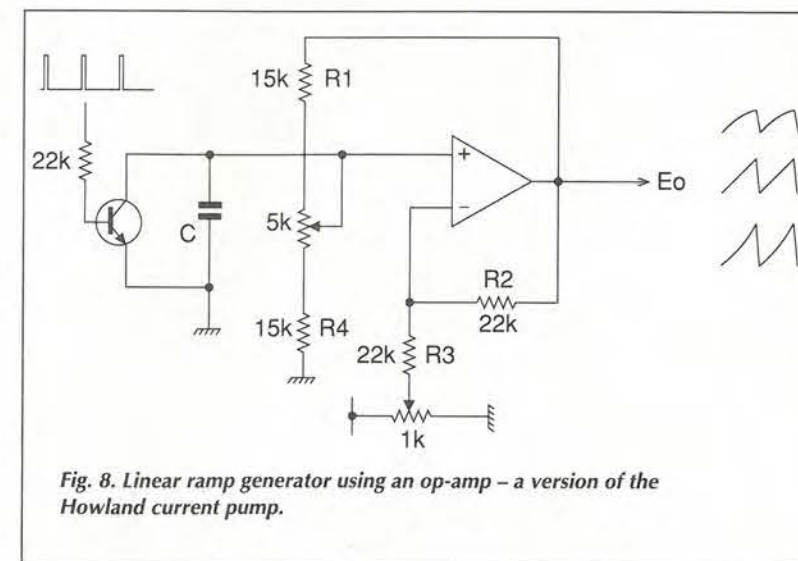 15k R1
22k
+
Eo
5k
−
C
R2
22k
15k R4
22k R3
1k
Fig. 8. Linear ramp generator using an op-amp – a version of the
Howland current pump.